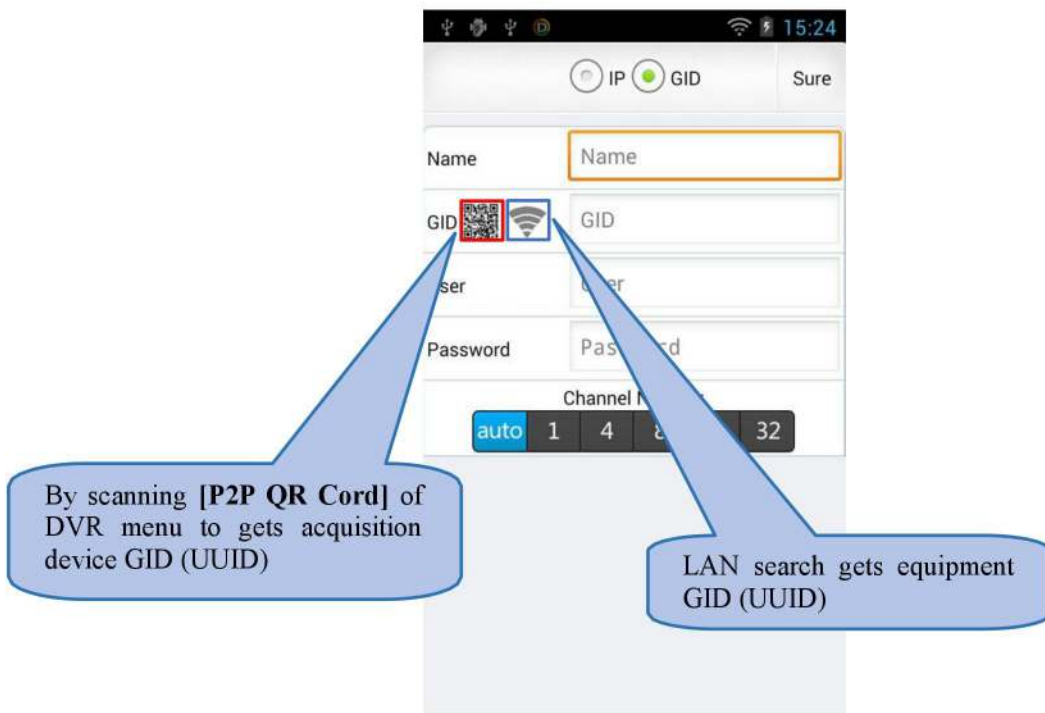 15:24
IP GID Sure
Name Name
GID GID
Password
Channel
auto 1 4 32
By scanning [P2P QR Cord] of
DVR menu to gets acquisition
device GID (UUID)
LAN search gets equipment
GID (UUID)